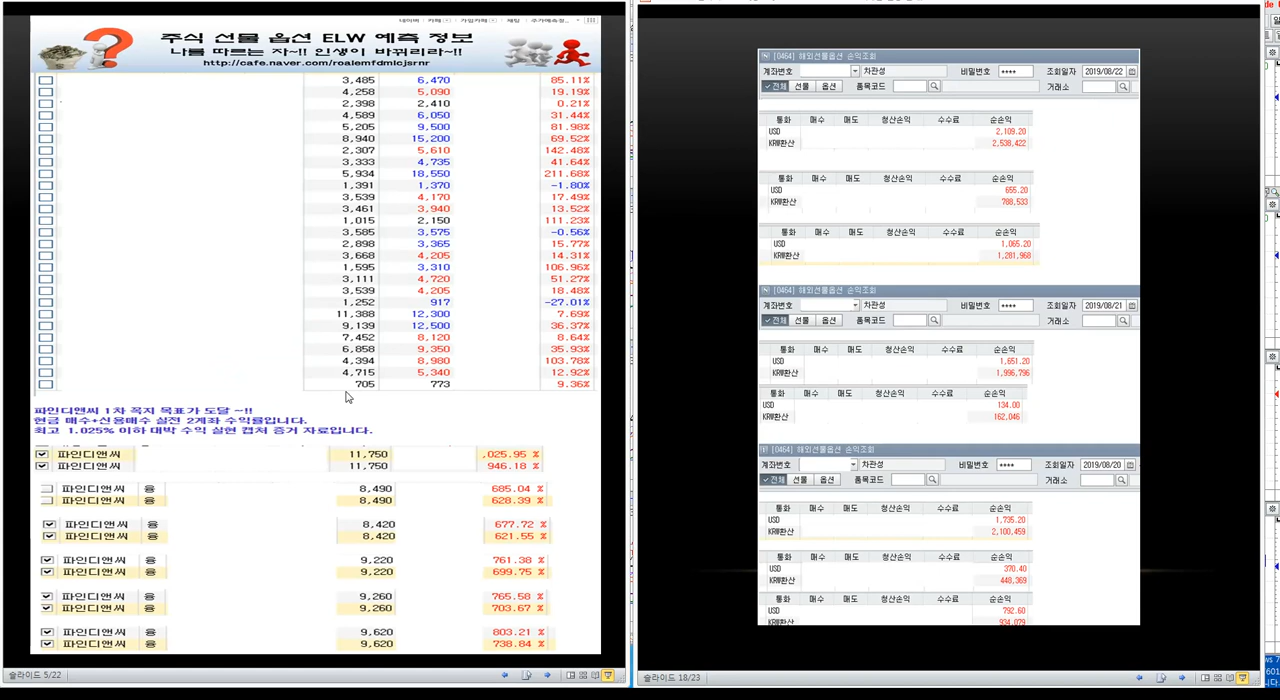 네이버 카페 가입카페 채팅
주식 선물 옵션 ELW 예측 정보
나를 따르는 자~!! 인생이 바뀌리라~!!
http://cafe.naver.com/roalemfdmlcjsrnr
3,485 6,470 85.11%
4,258 5,090 19.19%
2,398 2,410 0.21%
4,589 6,050 31.44%
5,205 9,500 81.98%
8,940 15,200 69.52%
2,307 5,610 142.48%
3,333 4,735 41.64%
5,934 18,550 211.68%
1,391 1,370 -1.80%
3,539 4,170 17.49%
3,461 3,940 13.52%
1,015 2,150 111.23%
3,585 3,575 -0.56%
2,898 3,365 15.77%
3,668 4,205 14.31%
1,595 3,310 106.96%
3,111 4,720 51.27%
3,539 4,205 18.48%
1,252 917 -27.01%
11,388 12,300 7.69%
9,139 12,500 36.37%
7,452 8,120 8.64%
6,858 9,350 35.93%
4,394 8,980 103.78%
4,715 5,340 12.92%
705 773 9.36%
파인디앤씨 1차 쪽지 목표가 도달 ~!!
현금 매수+신용매수 실전 2계좌 수익률입니다.
최고 1.025% 이하 대박 수익 실현 캡처 증거 자료입니다.
파인디앤씨 11,750 ,025.95 %
파인디앤씨 11,750 946.18 %
파인디앤씨 융 8,490 685.04 %
파인디앤씨 융 8,490 628.39 %
파인디앤씨 융 8,420 677.72 %
파인디앤씨 융 8,420 621.55 %
파인디앤씨 융 9,220 761.38 %
파인디앤씨 융 9,220 699.75 %
파인디앤씨 융 9,260 765.58 %
파인디앤씨 융 9,260 703.67 %
파인디앤씨 융 9,620 803.21 %
파인디앤씨 융 9,620 738.84 %
슬라이드 5/22
[0464] 해외선물옵션 손익조회
계좌번호 차관성 비밀번호 **** 조회일자 2019/08/22
전체 선물 옵션 품목코드 거래소
통화 매수 매도 청산손익 수수료 순손익
USD 2,109.20
KRW환산 2,538,422
통화 매수 매도 청산손익 수수료 순손익
USD 655.20
KRW환산 788,533
통화 매수 매도 청산손익 수수료 순손익
USD 1,065.20
KRW환산 1,281,968
[0464] 해외선물옵션 손익조회
계좌번호 차관성 비밀번호 **** 조회일자 2019/08/21
전체 선물 옵션 품목코드 거래소
통화 매수 매도 청산손익 수수료 순손익
USD 1,651.20
KRW환산 1,996,796
통화 매수 매도 청산손익 수수료 순손익
USD 134.00
KRW환산 162,046
[0464] 해외선물옵션 손익조회
계좌번호 차관성 비밀번호 **** 조회일자 2019/08/20
전체 선물 옵션 품목코드 거래소
통화 매수 매도 청산손익 수수료 순손익
USD 1,735.20
KRW환산 2,100,459
통화 매수 매도 청산손익 수수료 순손익
USD 370.40
KRW환산 448,369
통화 매수 매도 청산손익 수수료 순손익
USD 792.60
KRW환산 934,079
슬라이드 18/23